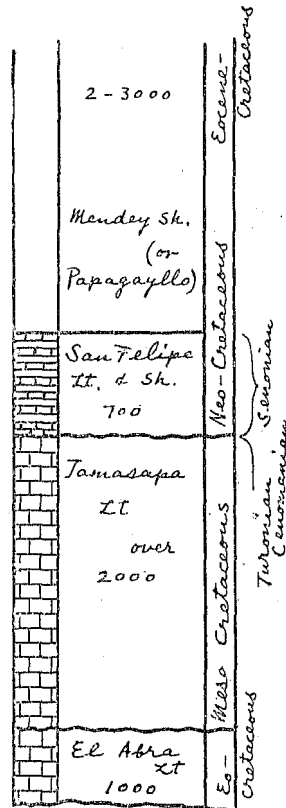 2-3000
Mendey Sh.
(or
Papagayllo)
San Felipe
Lt. & Sh.
700
Tamasapa
Lt
over
2000
El Abra
Lt
1000
Eocene-
Cretaceous
Neo-Cretaceous
Senonian
Turonian
Cenomanian
Meso Cretaceous
Eo-
Cretaceous